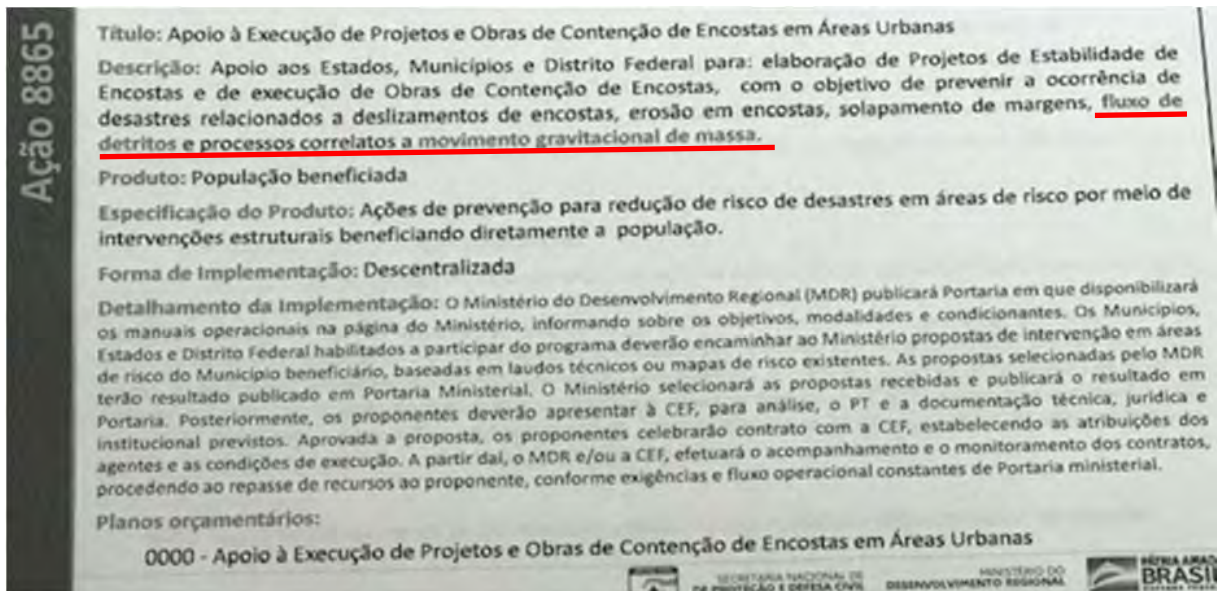 Ação 8865
Título: Apoio à Execução de Projetos e Obras de Contenção de Encostas em Áreas Urbanas
Descrição: Apoio aos Estados, Municípios e Distrito Federal para: elaboração de Projetos de Estabilidade de
Encostas e de execução de Obras de Contenção de Encostas, com o objetivo de prevenir a ocorrência de
desastres relacionados a deslizamentos de encostas, erosão em encostas, solapamento de margens, fluxo de
detritos e processos correlatos a movimento gravitacional de massa.
Produto: População beneficiada
Especificação do Produto: Ações de prevenção para redução de risco de desastres em áreas de risco por meio de
intervenções estruturais beneficiando diretamente a população.
Forma de Implementação: Descentralizada
Detalhamento da Implementação: O Ministério do Desenvolvimento Regional (MDR) publicará Portaria em que disponibilizará
os manuais operacionais na página do Ministério, informando sobre os objetivos, modalidades e condicionantes. Os Municípios,
Estados e Distrito Federal habilitados a participar do programa deverão encaminhar ao Ministério propostas de intervenção em áreas
de risco do Município beneficiário, baseadas em laudos técnicos ou mapas de risco existentes. As propostas selecionadas pelo MDR
terão resultado publicado em Portaria Ministerial. O Ministério selecionará as propostas recebidas e publicará o resultado em
Portaria. Posteriormente, os proponentes deverão apresentar à CEF, para análise, o PT e a documentação técnica, jurídica e
institucional previstos. Aprovada a proposta, os proponentes celebrarão contrato com a CEF, estabelecendo as atribuições dos
agentes e as condições de execução. A partir daí, o MDR e/ou a CEF, efetuará o acompanhamento e o monitoramento dos contratos,
procedendo ao repasse de recursos ao proponente, conforme exigências e fluxo operacional constantes de Portaria ministerial.
Planos orçamentários:
0000 - Apoio à Execução de Projetos e Obras de Contenção de Encostas em Áreas Urbanas
SECRETARIA NACIONAL DE
DE PROTEÇÃO E DEFESA CIVIL
MINISTÉRIO DO
DESENVOLVIMENTO REGIONAL
PÁTRIA AMADA
BRASIL